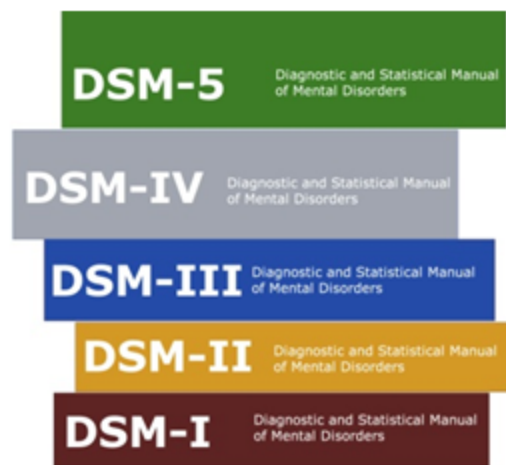 DSM-5
Diagnostic and Statistical Manual
of Mental Disorders
DSM-IV
Diagnostic and Statistical Manual
of Mental Disorders
DSM-III
Diagnostic and Statistical Manual
of Mental Disorders
DSM-II
Diagnostic and Statistical Manual
of Mental Disorders
DSM-I
Diagnostic and Statistical Manual
of Mental Disorders